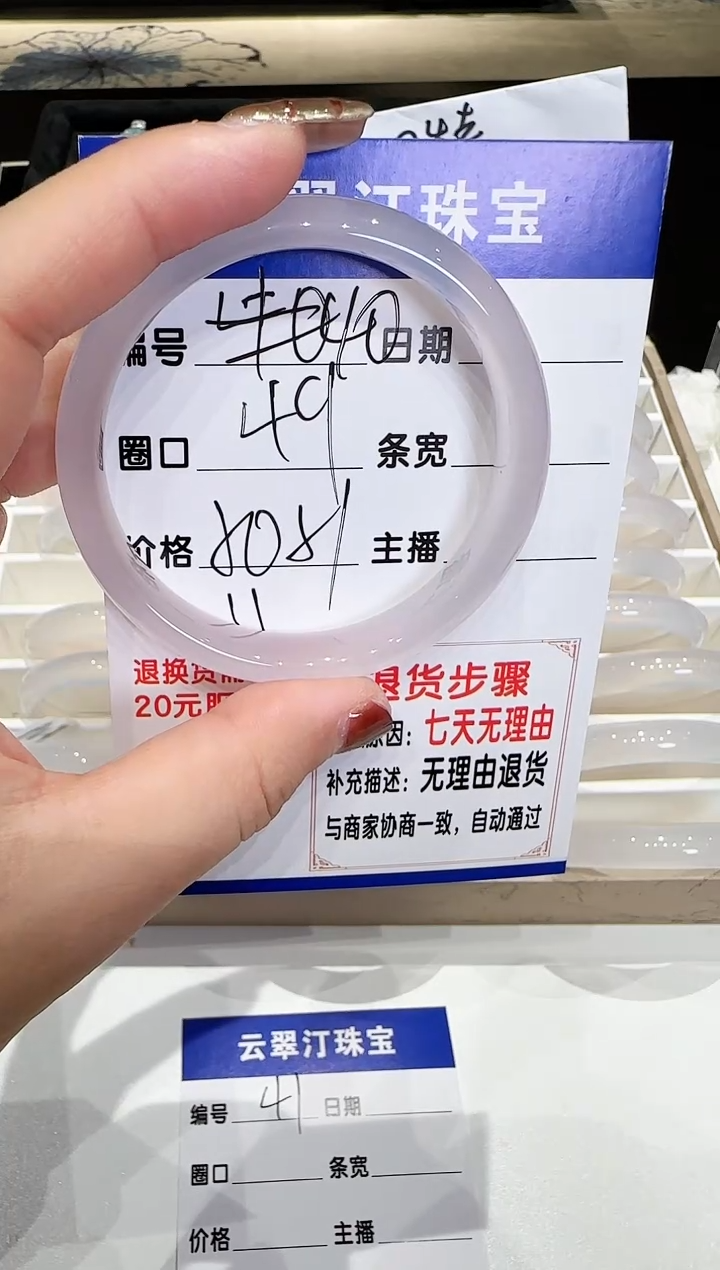 汀珠宝
编号 日期
圈口 49 条宽
价格 主播
退换货
20元
退货步骤
原因：七天无理由
补充描述：无理由退货
与商家协商一致，自动通过
云翠汀珠宝
编号 41 日期
圈口 条宽
价格 主播